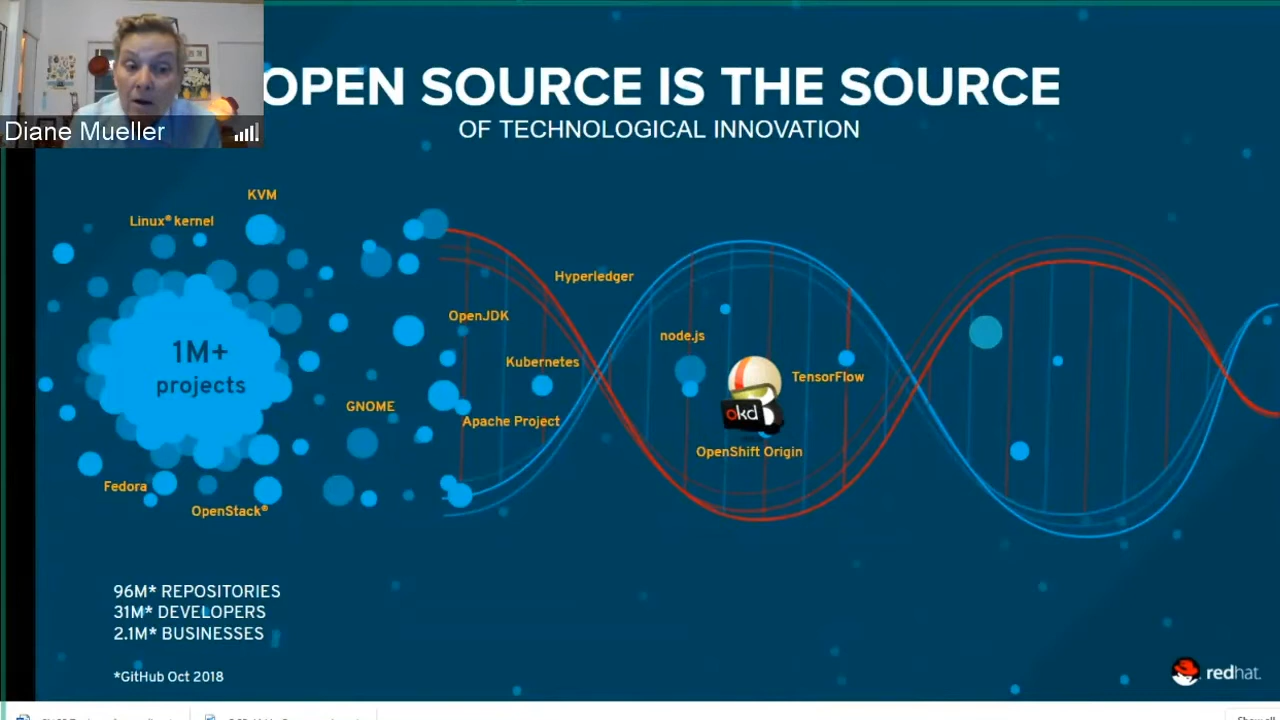 OPEN SOURCE IS THE SOURCE
OF TECHNOLOGICAL INNOVATION
Diane Mueller
KVM
Linux® kernel
Hyperledger
OpenJDK
node.js
1M+
projects
Kubernetes
TensorFlow
GNOME
Apache Project
okd
OpenShift Origin
Fedora
OpenStack®
96M* REPOSITORIES
31M* DEVELOPERS
2.1M* BUSINESSES
*GitHub Oct 2018
redhat.